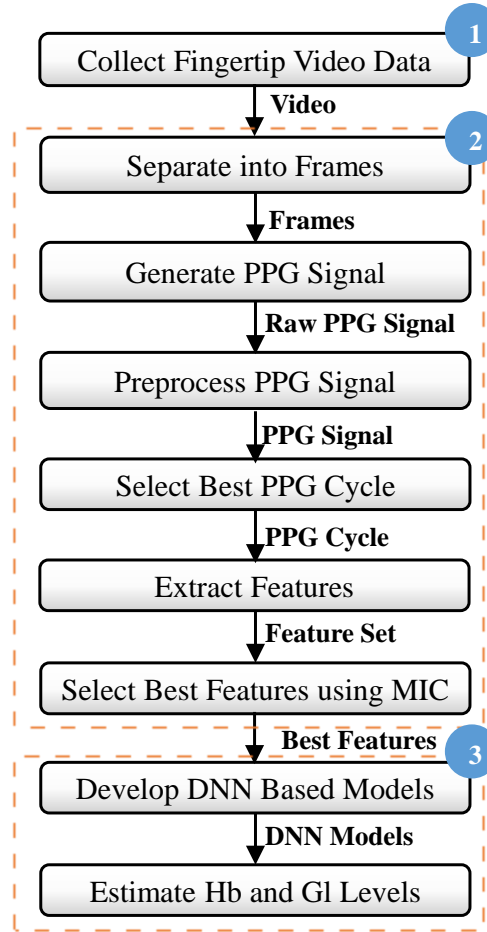 1
Collect Fingertip Video Data
Video
2
Separate into Frames
Frames
Generate PPG Signal
Raw PPG Signal
Preprocess PPG Signal
PPG Signal
Select Best PPG Cycle
PPG Cycle
Extract Features
Feature Set
Select Best Features using MIC
Best Features
3
Develop DNN Based Models
DNN Models
Estimate Hb and Gl Levels